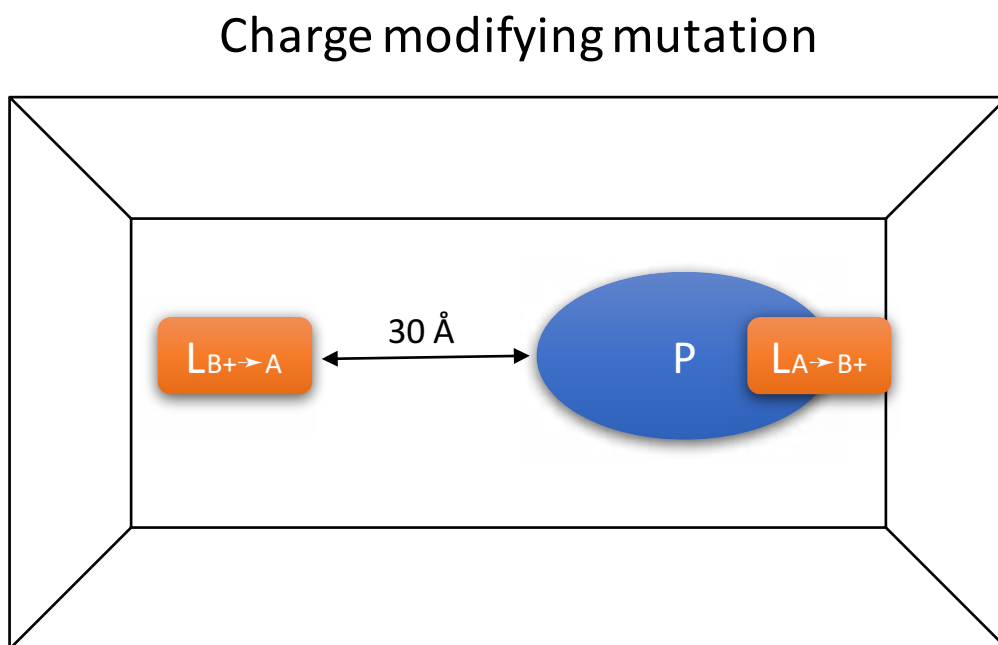 Charge modifying mutation
30 Å
LB+→A
P
LA→B+